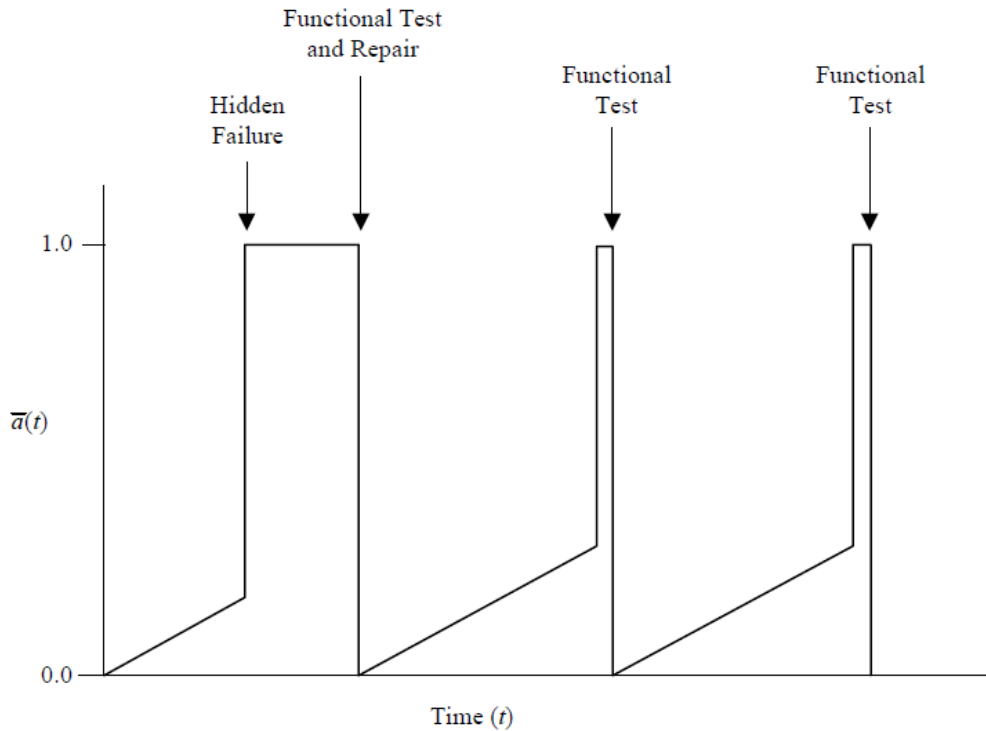 Functional Test
and Repair
Functional
Test
Functional
Test
Hidden
Failure
1.0
a̅(t)
0.0
Time (t)